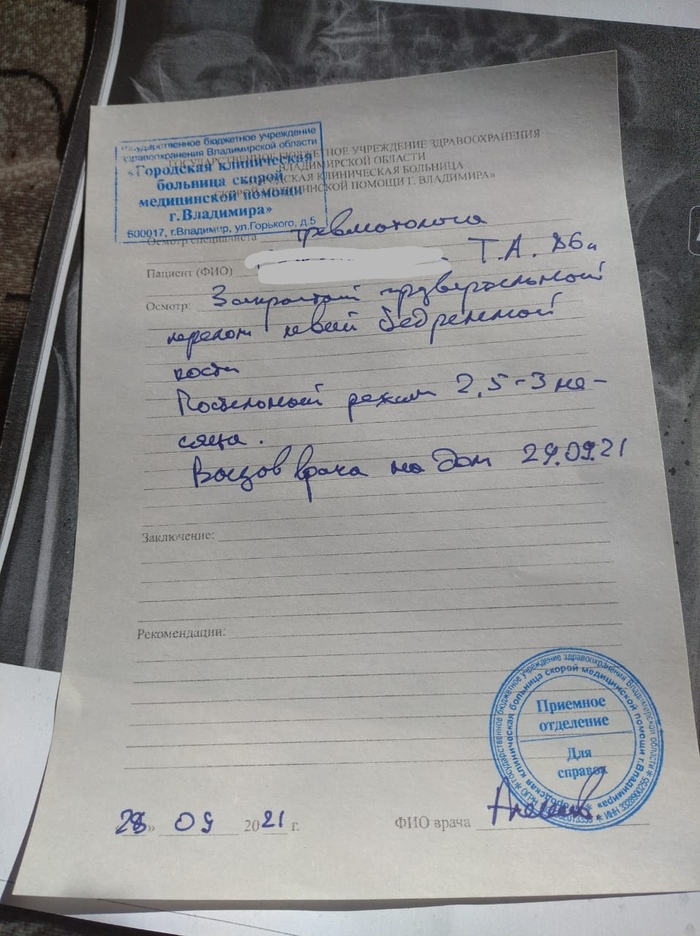 Государственное бюджетное учреждение
здравоохранения Владимирской области
«Городская клиническая
больница скорой
медицинской помощи
г.Владимира»
600017, г.Владимир, ул.Горького, д.5
ГОСУДАРСТВЕННОЕ БЮДЖЕТНОЕ УЧРЕЖДЕНИЕ ЗДРАВООХРАНЕНИЯ
ВЛАДИМИРСКОЙ ОБЛАСТИ
«ГОРОДСКАЯ КЛИНИЧЕСКАЯ БОЛЬНИЦА
СКОРОЙ МЕДИЦИНСКОЙ ПОМОЩИ Г. ВЛАДИМИРА»
Осмотр специалиста травматолога
Пациент (ФИО) Т.А. 86
Осмотр: Закрытый чрезвертельный
перелом левой бедренной
кости
Постельный режим 2,5-3 ме-
сяца.
Вызов врача на дом 29.09.21
Заключение:
Рекомендации:
Приемное
отделение
Для
справок
28» 09 2021 г. ФИО врача